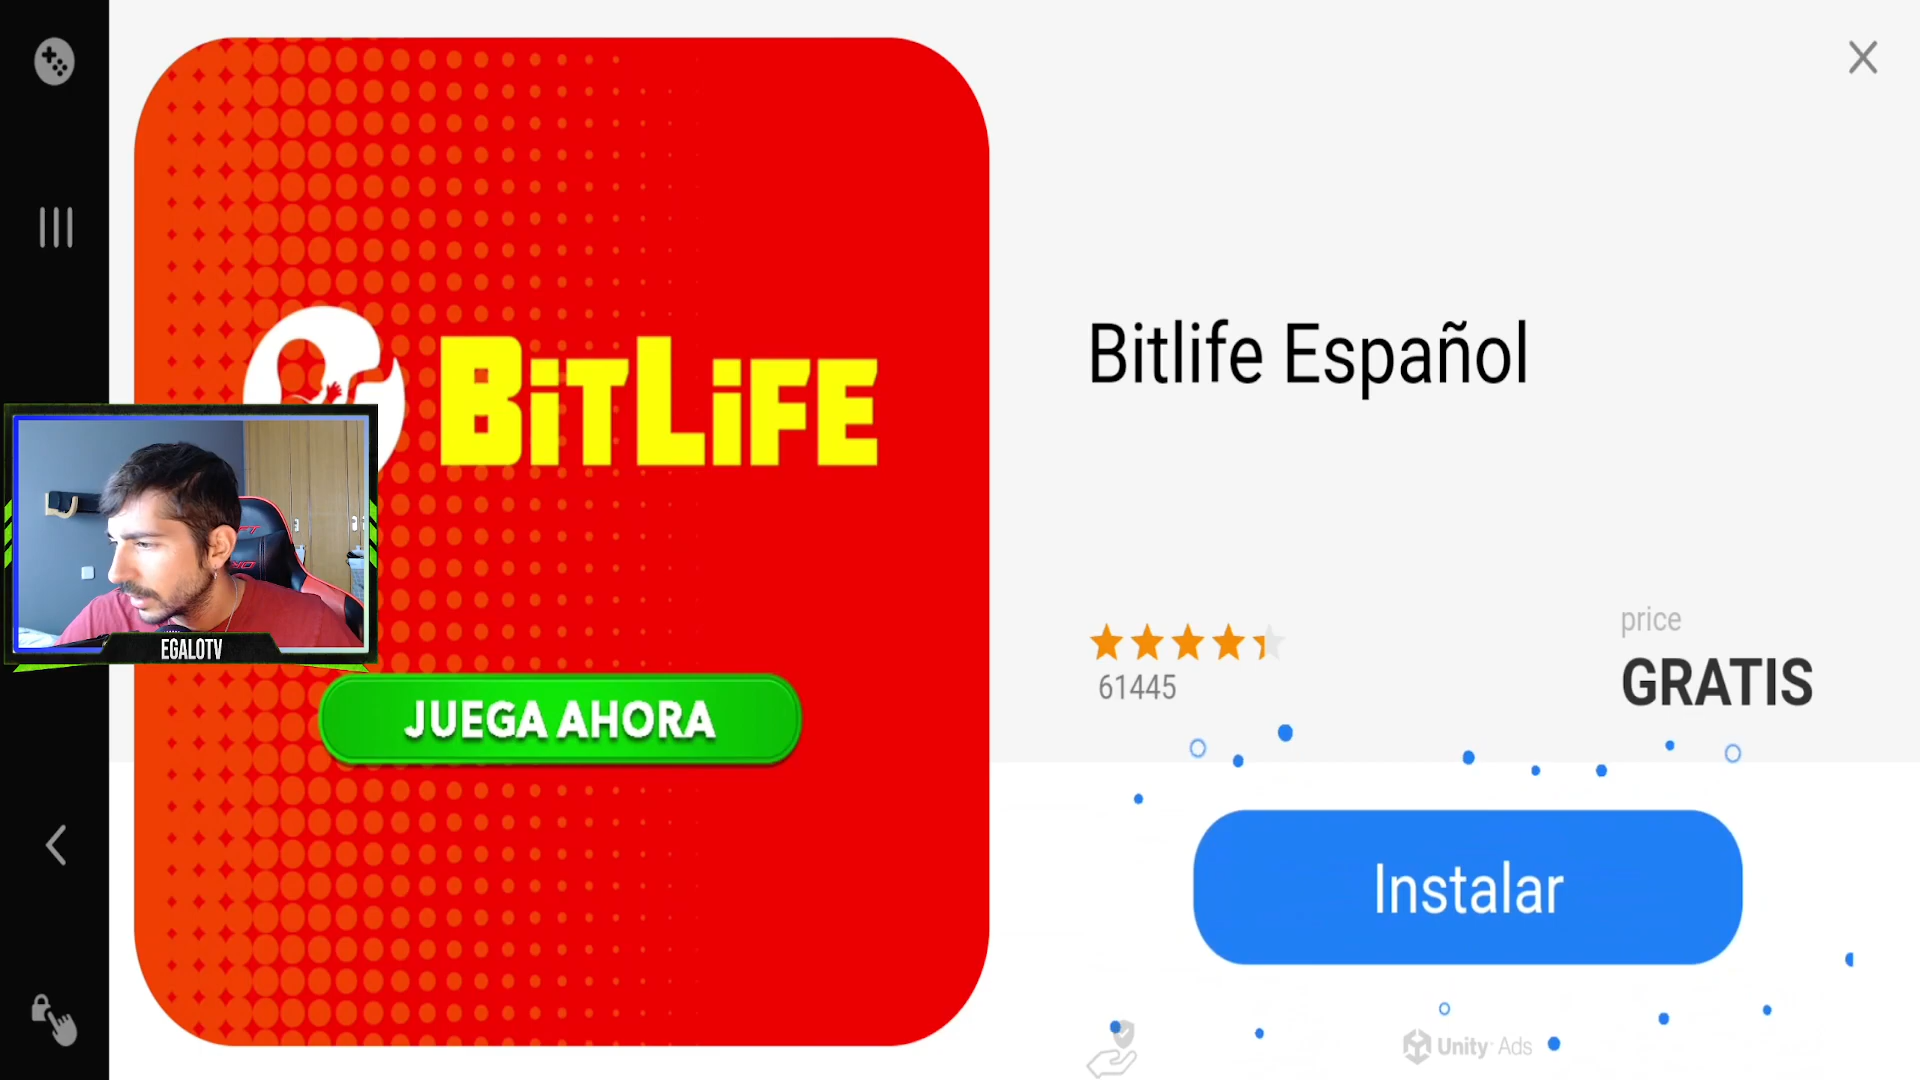 BiTLiFE
JUEGA AHORA
EGALOTV
Bitlife Español
61445
price
GRATIS
Instalar
Unity Ads